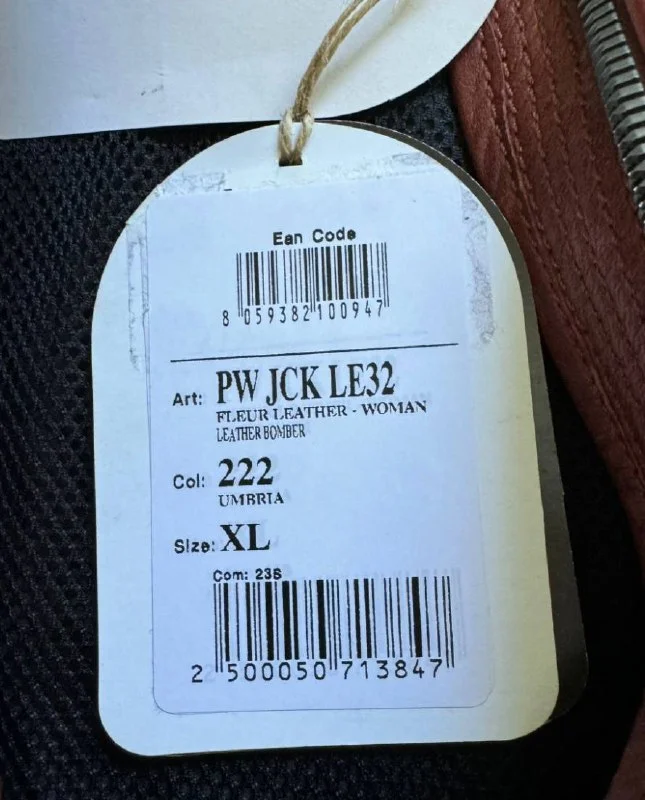 Ean Code
8 059382 100947
Art: PW JCK LE32
FLEUR LEATHER - WOMAN
LEATHER BOMBER
Col: 222
UMBRIA
Size: XL
Com: 23S
2 500050 713847